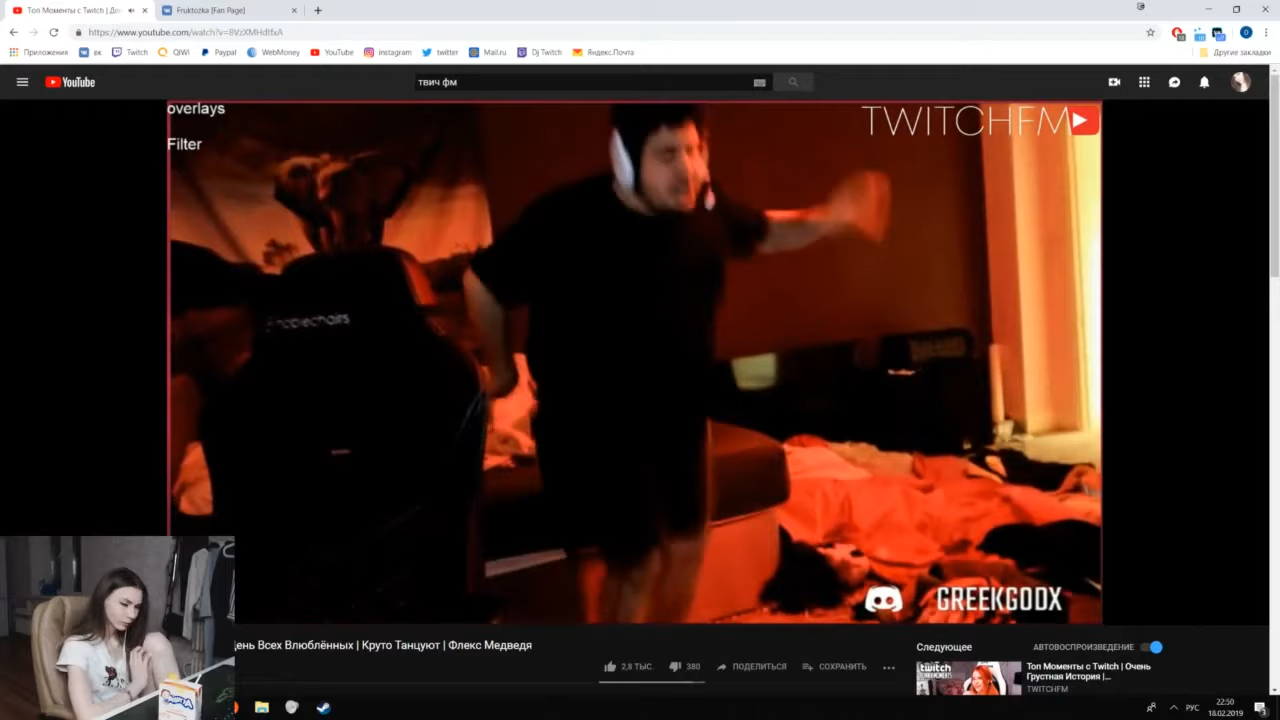 Топ Моменты с Twitch | Де
Fruktozka [Fan Page]
https://www.youtube.com/watch?v=8VzXMHdtfxA
Приложения
вк
Twitch
QIWI
Paypal
WebMoney
YouTube
instagram
twitter
Mail.ru
Dj Twitch
Яндекс.Почта
Другие закладки
YouTube
твич фм
overlays
TWITCHFM
Filter
noblechairs
GREEKGODX
ень Всех Влюблённых | Круто Танцуют | Флекс Медведя
2,8 ТЫС.
380
ПОДЕЛИТЬСЯ
СОХРАНИТЬ
Следующее
АВТОВОСПРОИЗВЕДЕНИЕ
twitch
Топ Моменты с Twitch | Очень
Грустная История |...
TWITCHFM
РУС
22:50
18.02.2019